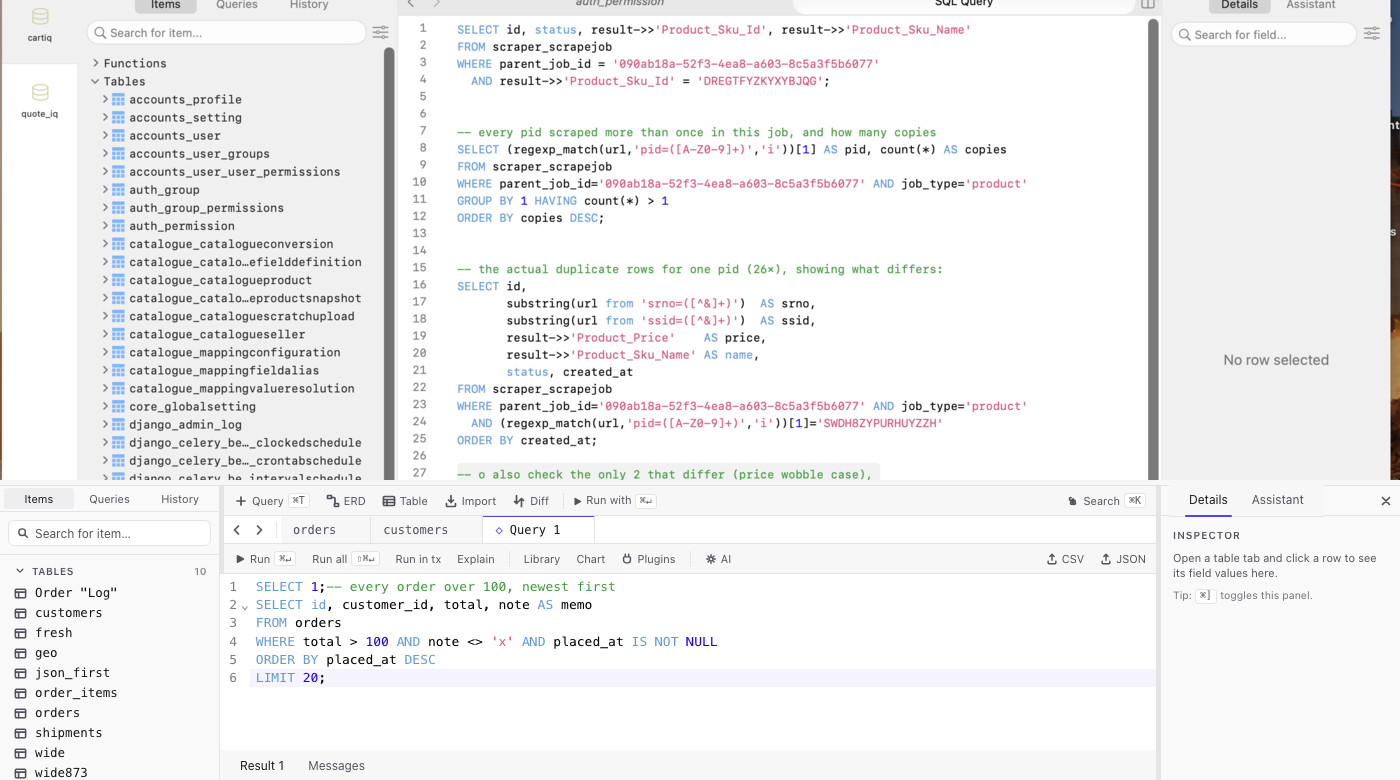 Items
Queries
History
auth_permission
SQL Query
Details
Assistant
cartiq
quote_iq
Search for item...
Functions
Tables
accounts_profile
accounts_setting
accounts_user
accounts_user_groups
accounts_user_user_permissions
auth_group
auth_group_permissions
auth_permission
catalogue_catalogueconversion
catalogue_catalo…efielddefinition
catalogue_catalogueproduct
catalogue_catalo…eproductsnapshot
catalogue_cataloguescratchupload
catalogue_catalogueseller
catalogue_mappingconfiguration
catalogue_mappingfieldalias
catalogue_mappingvalueresolution
core_globalsetting
django_admin_log
django_celery_be…_clockedschedule
django_celery_be…_crontabschedule
django_celery_be…_intervalschedule
1 SELECT id, status, result->>'Product_Sku_Id', result->>'Product_Sku_Name'
2 FROM scraper_scrapejob
3 WHERE parent_job_id = '090ab18a-52f3-4ea8-a603-8c5a3f5b6077'
4 AND result->>'Product_Sku_Id' = 'DREGTFYZKYXYBJQG';
5
6
7 -- every pid scraped more than once in this job, and how many copies
8 SELECT (regexp_match(url,'pid=([A-Z0-9]+)','i'))[1] AS pid, count(*) AS copies
9 FROM scraper_scrapejob
10 WHERE parent_job_id='090ab18a-52f3-4ea8-a603-8c5a3f5b6077' AND job_type='product'
11 GROUP BY 1 HAVING count(*) > 1
12 ORDER BY copies DESC;
13
14
15 -- the actual duplicate rows for one pid (26×), showing what differs:
16 SELECT id,
17 substring(url from 'srno=([^&]+)') AS srno,
18 substring(url from 'ssid=([^&]+)') AS ssid,
19 result->>'Product_Price' AS price,
20 result->>'Product_Sku_Name' AS name,
21 status, created_at
22 FROM scraper_scrapejob
23 WHERE parent_job_id='090ab18a-52f3-4ea8-a603-8c5a3f5b6077' AND job_type='product'
24 AND (regexp_match(url,'pid=([A-Z0-9]+)','i'))[1]='SWDH8ZYPURHUYZZH'
25 ORDER BY created_at;
26
27 -- o also check the only 2 that differ (price wobble case),
Search for field...
No row selected
nt
s
Items
Queries
History
Search for item...
TABLES 10
Order "Log"
customers
fresh
geo
json_first
order_items
orders
shipments
wide
wide873
+ Query ⌘T
ERD
Table
Import
Diff
Run with ⌘↵
Search ⌘K
orders
customers
Query 1
Run ⌘↵
Run all ⇧⌘↵
Run in tx
Explain
Library
Chart
Plugins
AI
CSV
JSON
1 SELECT 1;-- every order over 100, newest first
2 SELECT id, customer_id, total, note AS memo
3 FROM orders
4 WHERE total > 100 AND note <> 'x' AND placed_at IS NOT NULL
5 ORDER BY placed_at DESC
6 LIMIT 20;
Result 1
Messages
Details
Assistant
INSPECTOR
Open a table tab and click a row to see
its field values here.
Tip: ⌘] toggles this panel.